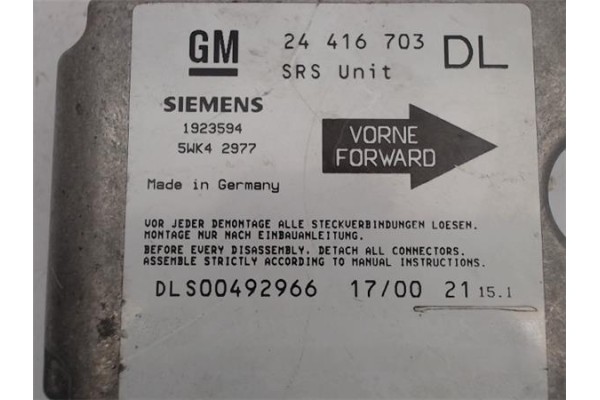 GM 24 416 703 DL
SRS Unit
SIEMENS
1923594
5WK4 2977
VORNE
FORWARD
Made in Germany
VOR JEDER DEMONTAGE ALLE STECKVERBINDUNGEN LOESEN.
MONTAGE NUR NACH EINBAUANLEITUNG.
BEFORE EVERY DISASSEMBLY, DETACH ALL CONNECTORS.
ASSEMBLE STRICTLY ACCORDING TO MANUAL INSTRUCTIONS.
DLS00492966 17/00 21 15.1